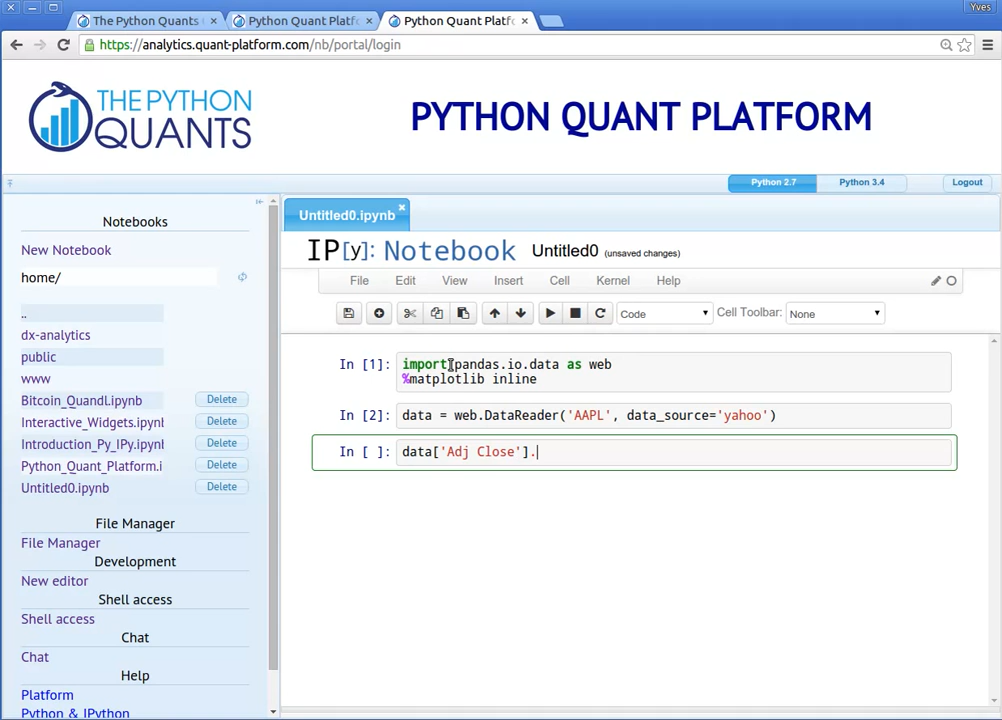 Yves
The Python Quants
Python Quant Platf
Python Quant Platf
https://analytics.quant-platform.com/nb/portal/login
THE PYTHON
QUANTS
PYTHON QUANT PLATFORM
Python 2.7
Python 3.4
Logout
Notebooks
New Notebook
home/
..
dx-analytics
public
www
Bitcoin_Quandl.ipynb
Delete
Interactive_Widgets.ipynb
Delete
Introduction_Py_IPy.ipynb
Delete
Python_Quant_Platform.i
Delete
Untitled0.ipynb
Delete
File Manager
File Manager
Development
New editor
Shell access
Shell access
Chat
Chat
Help
Platform
Python & IPython
Untitled0.ipynb
IP[y]: Notebook
Untitled0 (unsaved changes)
File Edit View Insert Cell Kernel Help
Code
Cell Toolbar:
None
In [1]: import pandas.io.data as web
%matplotlib inline
In [2]: data = web.DataReader('AAPL', data_source='yahoo')
In [ ]: data['Adj Close'].